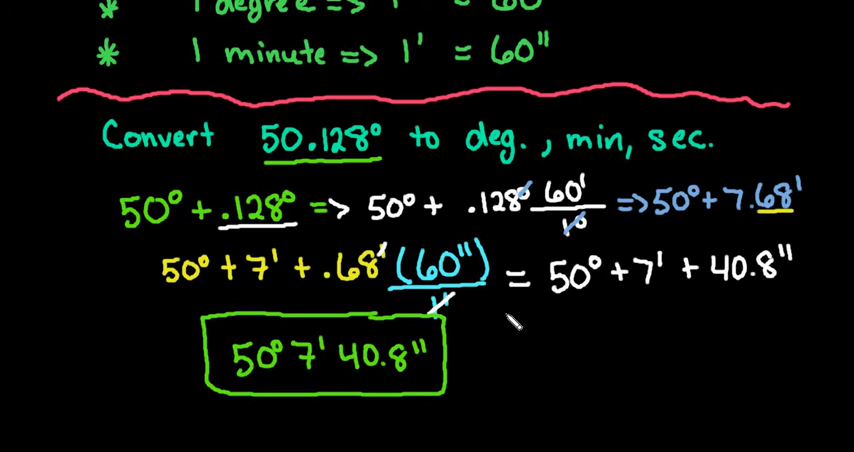 * 1 degree => 1° = 60'
* 1 minute => 1' = 60"
Convert 50.128° to deg., min, sec.
50° + .128° => 50° + .128° 60'/1° => 50° + 7.68'
50° + 7' + .68' (60")/1' = 50° + 7' + 40.8"
50° 7' 40.8"